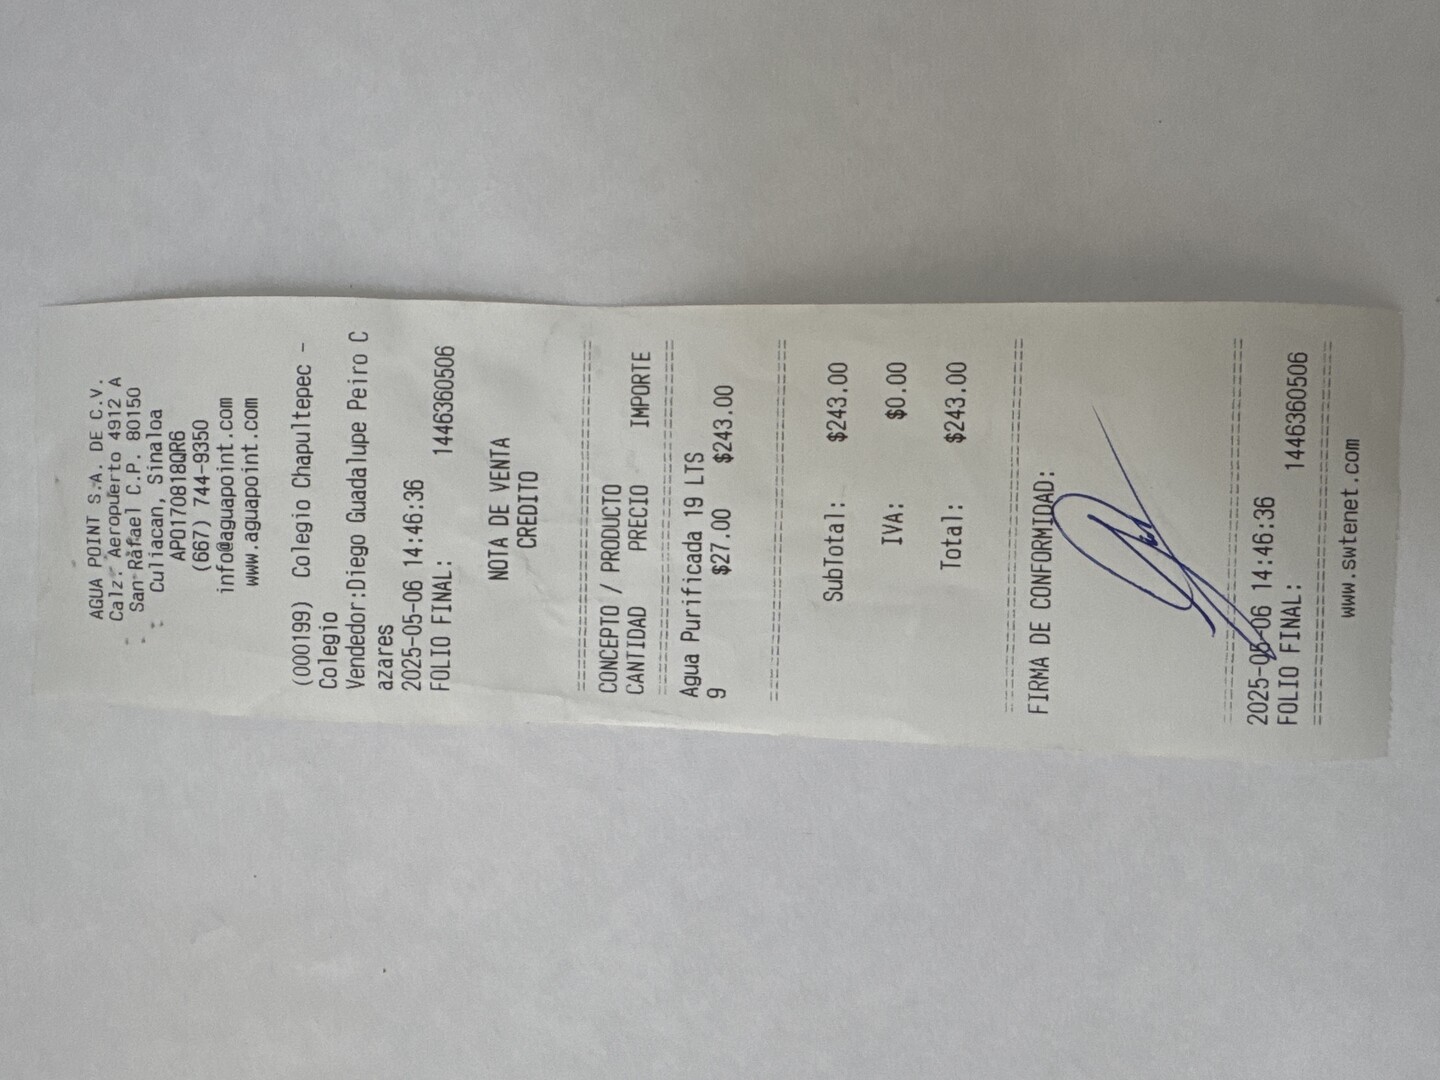 AGUA POINT S.A. DE C.V.
Calz. Aeropuerto 4912 A
San Rafael C.P. 80150
Culiacan, Sinaloa
APO170818QR6
(667) 744-9350
info@aguapoint.com
www.aguapoint.com
(000199) Colegio Chapultepec -
Colegio
Vendedor:Diego Guadalupe Peiro C
azares
2025-05-06 14:46:36
FOLIO FINAL: 1446360506
NOTA DE VENTA
CREDITO
================================
CONCEPTO / PRODUCTO
CANTIDAD PRECIO IMPORTE
================================
Agua Purificada 19 LTS
9 $27.00 $243.00
================================
SubTotal: $243.00
IVA: $0.00
Total: $243.00
================================
FIRMA DE CONFORMIDAD:
================================
2025-05-06 14:46:36
FOLIO FINAL: 1446360506
================================
www.swtenet.com